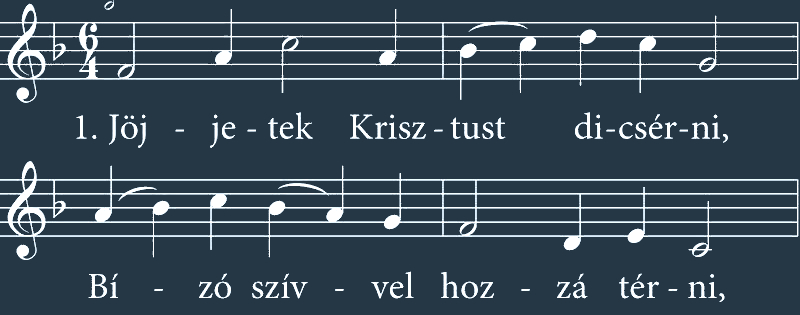 6
4
1. Jöj - je - tek Krisz - tust di-csér-ni,
Bí - zó szív - vel hoz - zá tér - ni,